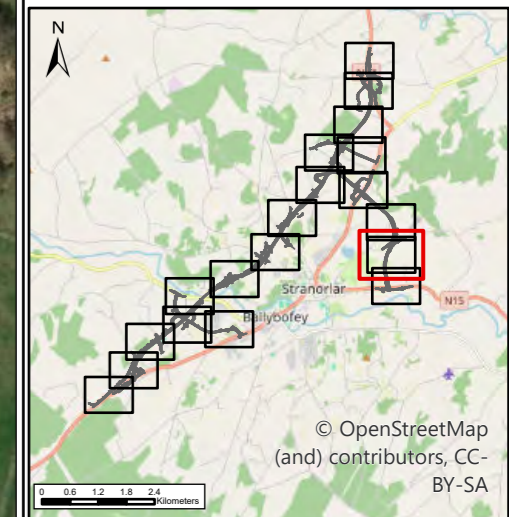 N
Stranorlar
Ballybofey
N15
© OpenStreetMap
(and) contributors, CC-
BY-SA
0 0.6 1.2 1.8 2.4
Kilometers